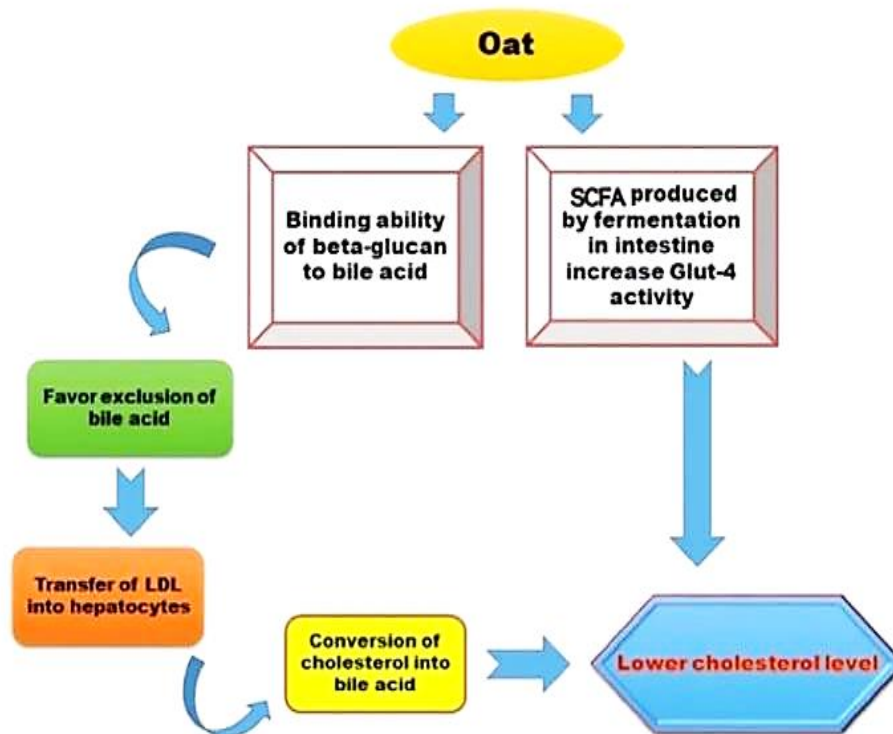 Oat
Binding ability
of beta-glucan
to bile acid
SCFA produced
by fermentation
in intestine
increase Glut-4
activity
Favor exclusion of
bile acid
Transfer of LDL
into hepatocytes
Conversion of
cholesterol into
bile acid
Lower cholesterol level